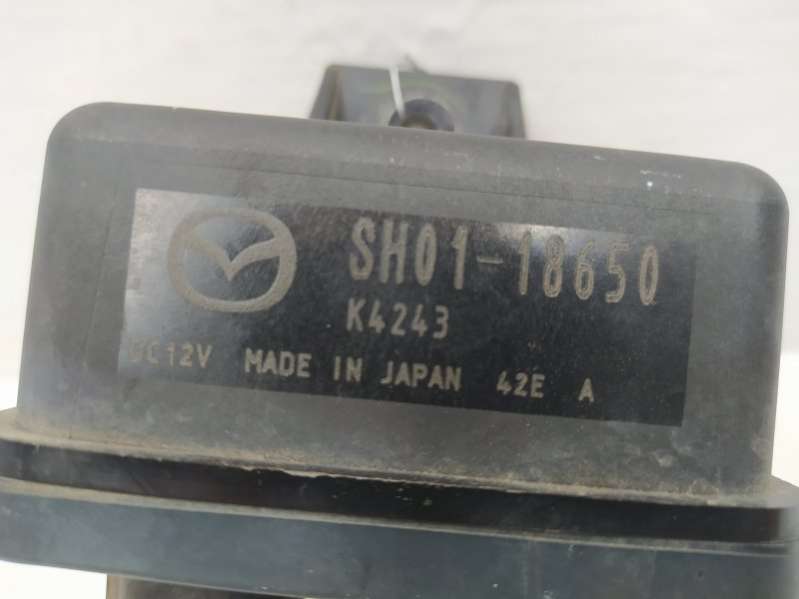 SH01-18650
K4243
DC12V MADE IN JAPAN 42E A